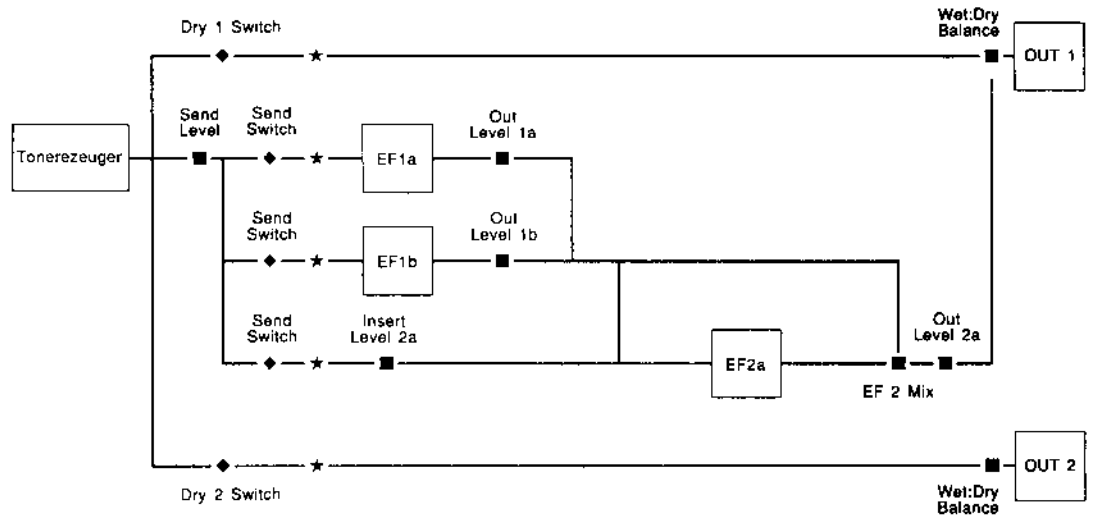 Dry 1 Switch
Wet:Dry
Balance
OUT 1
Send
Level
Send
Switch
Out
Level 1a
Tonerezeuger
EF1a
Send
Switch
Out
Level 1b
EF1b
Send
Switch
Insert
Level 2a
Out
Level 2a
EF2a
EF 2 Mix
OUT 2
Dry 2 Switch
Wet:Dry
Balance